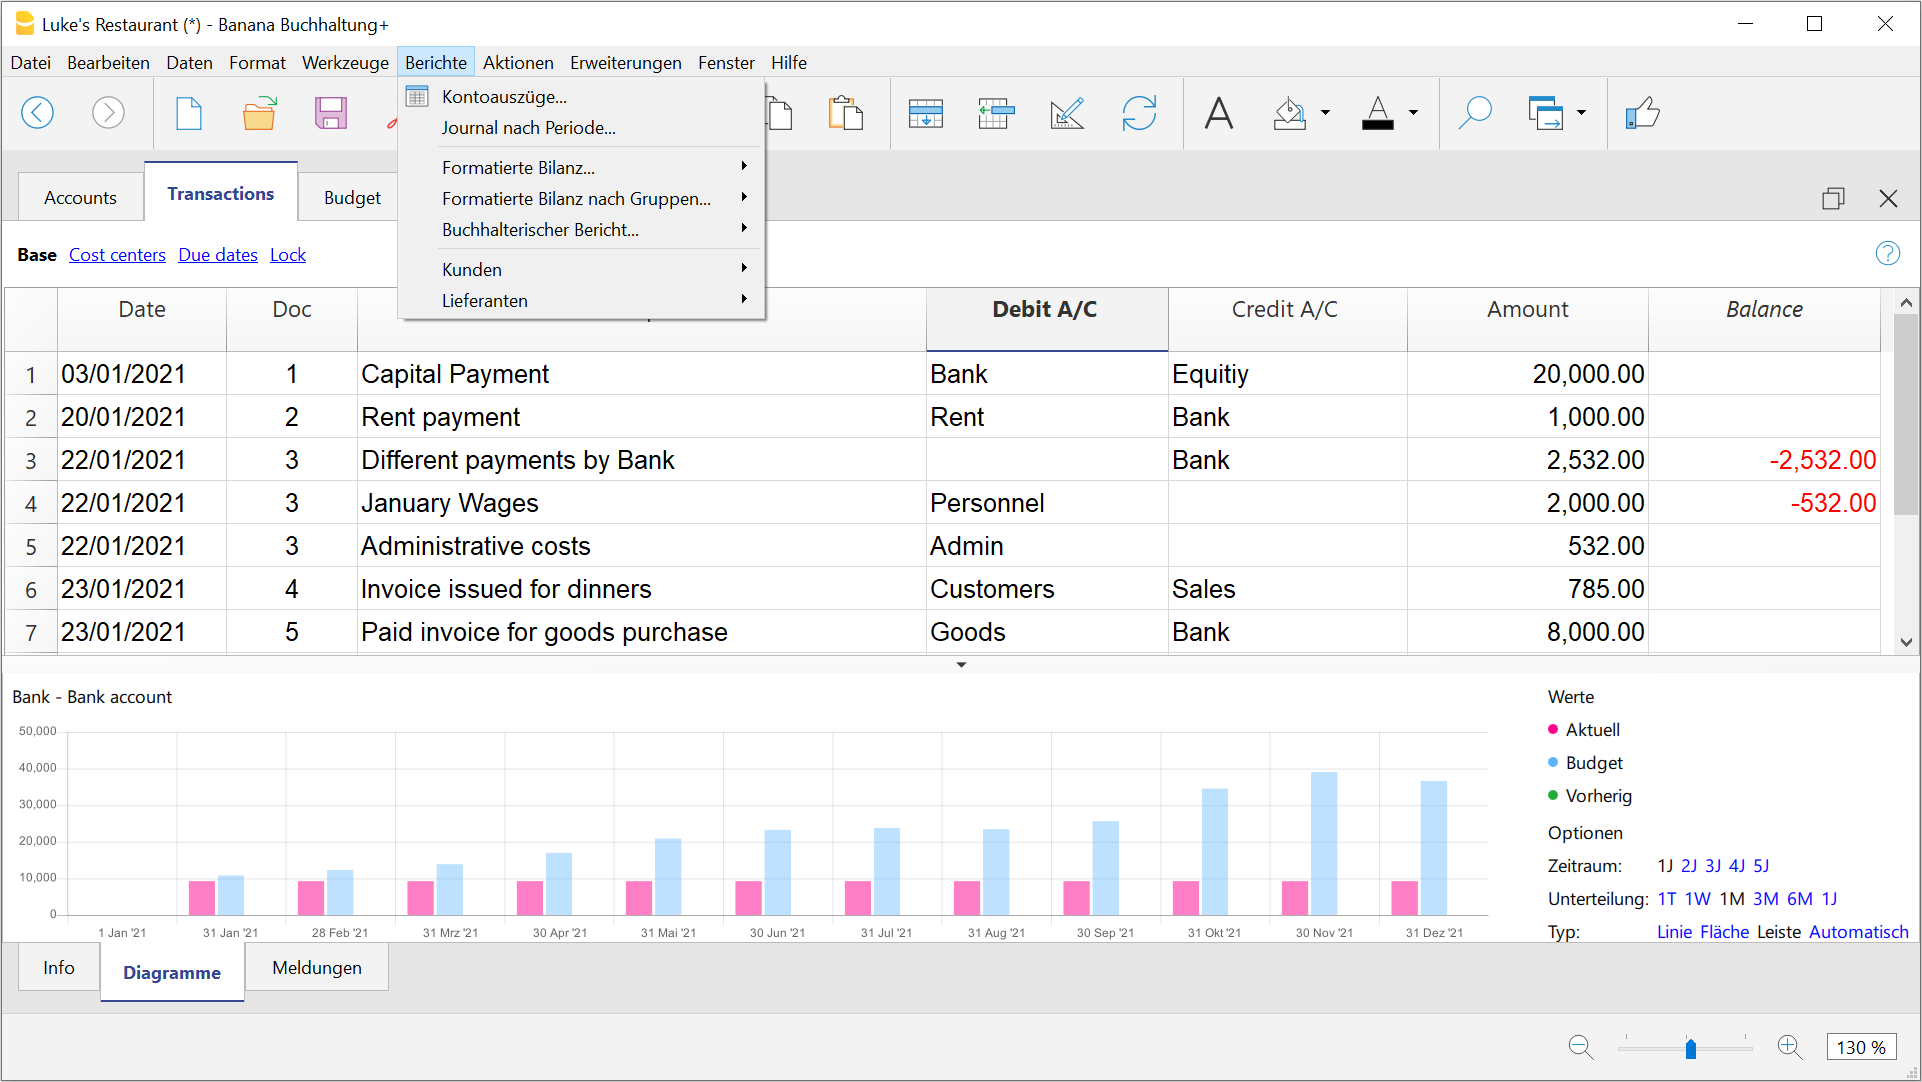 Luke's Restaurant (*) - Banana Buchhaltung+
Datei Bearbeiten Daten Format Werkzeuge Berichte Aktionen Erweiterungen Fenster Hilfe
Kontoauszüge...
Journal nach Periode...
Formatierte Bilanz...
Formatierte Bilanz nach Gruppen...
Buchhalterischer Bericht...
Kunden
Lieferanten
Accounts Transactions Budget
Base Cost centers Due dates Lock
Date Doc Debit A/C Credit A/C Amount Balance
1 03/01/2021 1 Capital Payment Bank Equitiy 20,000.00
2 20/01/2021 2 Rent payment Rent Bank 1,000.00
3 22/01/2021 3 Different payments by Bank Bank 2,532.00 -2,532.00
4 22/01/2021 3 January Wages Personnel 2,000.00 -532.00
5 22/01/2021 3 Administrative costs Admin 532.00
6 23/01/2021 4 Invoice issued for dinners Customers Sales 785.00
7 23/01/2021 5 Paid invoice for goods purchase Goods Bank 8,000.00
Bank - Bank account
50,000
40,000
30,000
20,000
10,000
0
1 Jan '21 31 Jan '21 28 Feb '21 31 Mrz '21 30 Apr '21 31 Mai '21 30 Jun '21 31 Jul '21 31 Aug '21 30 Sep '21 31 Okt '21 30 Nov '21 31 Dez '21
Werte
Aktuell
Budget
Vorherig
Optionen
Zeitraum: 1J 2J 3J 4J 5J
Unterteilung: 1T 1W 1M 3M 6M 1J
Typ: Linie Fläche Leiste Automatisch
Info Diagramme Meldungen
130 %